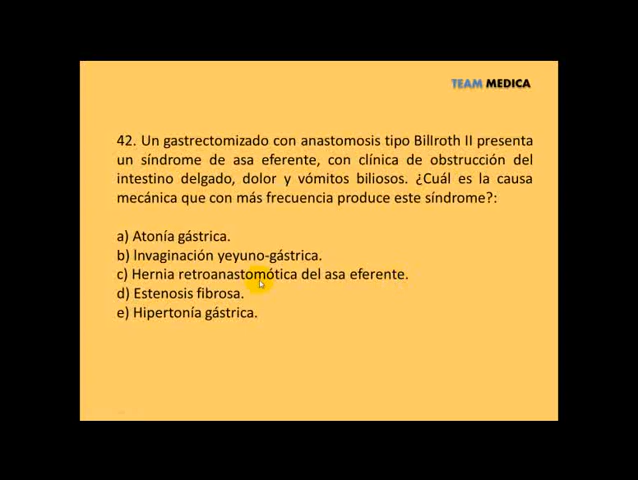 TEAM MEDICA
42. Un gastrectomizado con anastomosis tipo Billroth II presenta
un síndrome de asa eferente, con clínica de obstrucción del
intestino delgado, dolor y vómitos biliosos. ¿Cuál es la causa
mecánica que con más frecuencia produce este síndrome?:
a) Atonía gástrica.
b) Invaginación yeyuno-gástrica.
c) Hernia retroanastomótica del asa eferente.
d) Estenosis fibrosa.
e) Hipertonía gástrica.